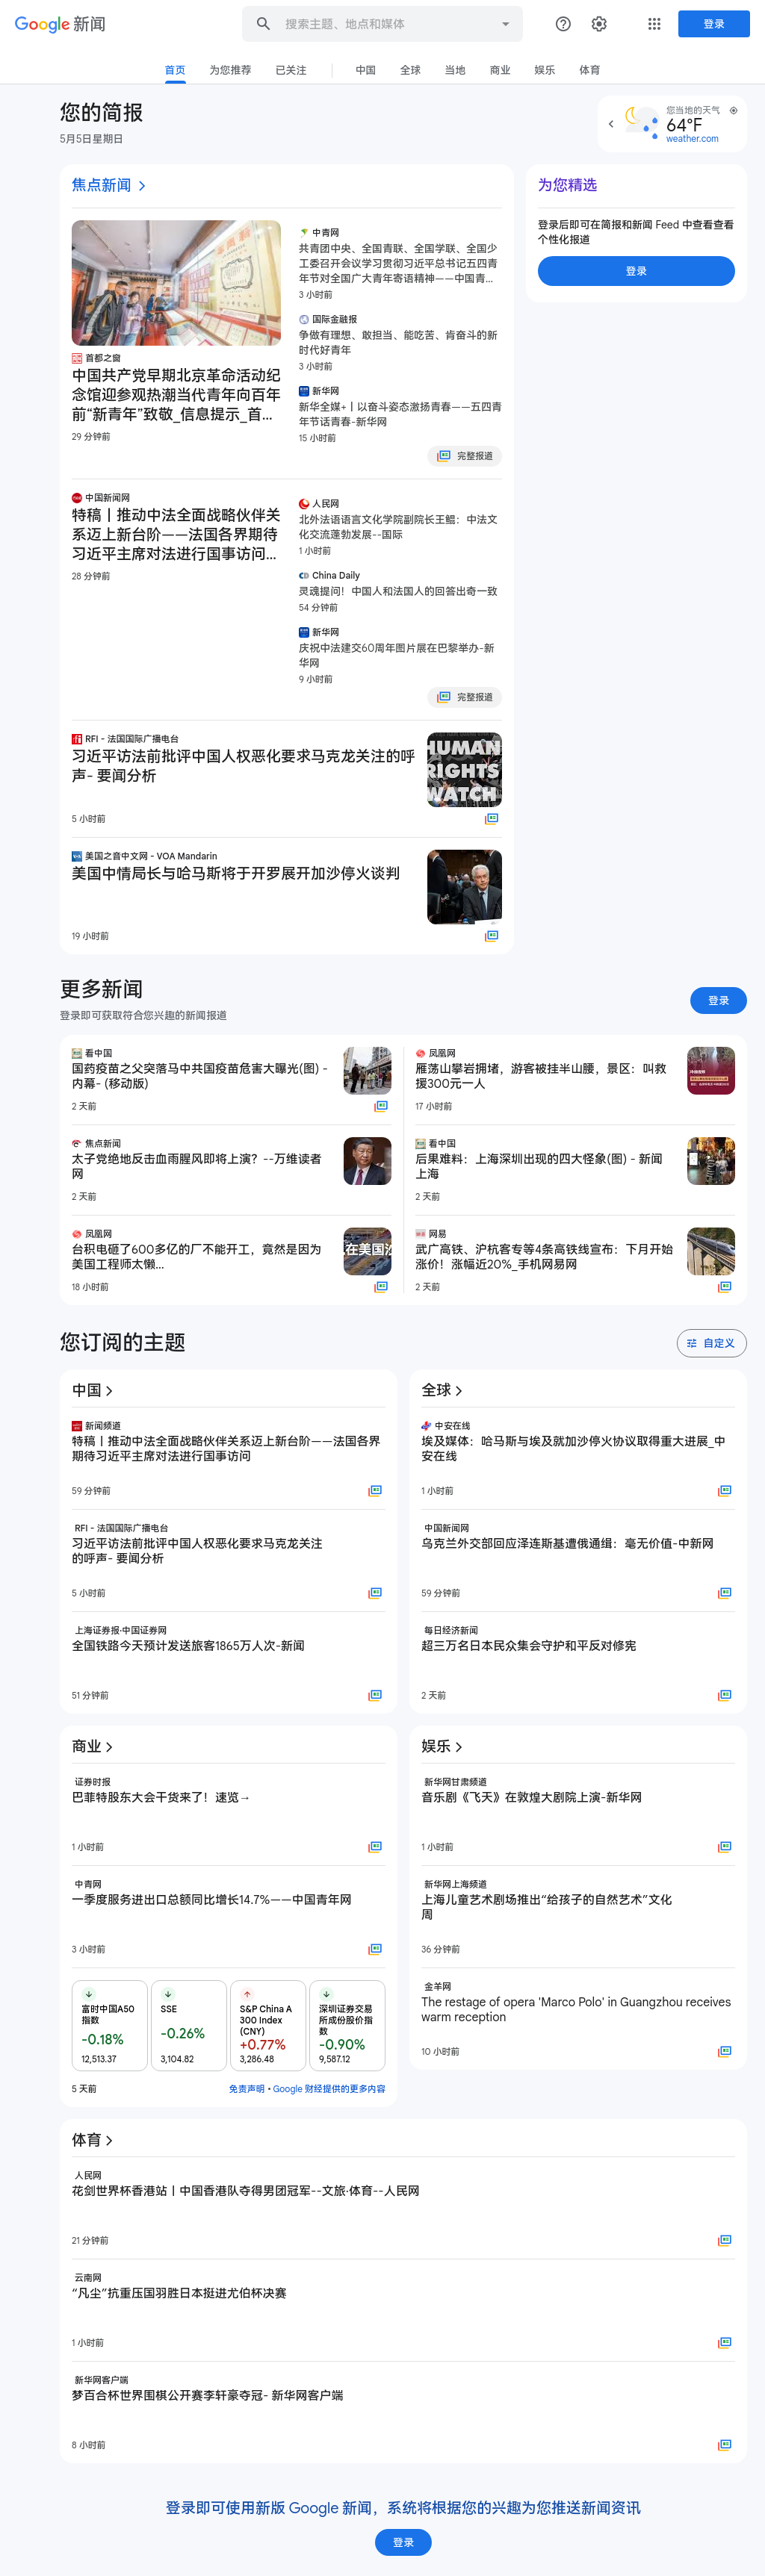 Google 新闻
搜索主题、地点和媒体
登录
首页
为您推荐
已关注
中国
全球
当地
商业
娱乐
体育
您的简报
5月5日星期日
您当地的天气
64°F
weather.com
焦点新闻
首都之窗
中国共产党早期北京革命活动纪
念馆迎参观热潮当代青年向百年
前“新青年”致敬_信息提示_首...
29 分钟前
中青网
共青团中央、全国青联、全国学联、全国少
工委召开会议学习贯彻习近平总书记五四青
年节对全国广大青年寄语精神——中国青...
3 小时前
国际金融报
争做有理想、敢担当、能吃苦、肯奋斗的新
时代好青年
3 小时前
新华网
新华全媒+丨以奋斗姿态激扬青春——五四青
年节话青春-新华网
15 小时前
完整报道
中国新闻网
特稿丨推动中法全面战略伙伴关
系迈上新台阶——法国各界期待
习近平主席对法进行国事访问...
28 分钟前
人民网
北外法语语言文化学院副院长王鲲：中法文
化交流蓬勃发展--国际
1 小时前
China Daily
灵魂提问！中国人和法国人的回答出奇一致
54 分钟前
新华网
庆祝中法建交60周年图片展在巴黎举办-新
华网
9 小时前
完整报道
RFI - 法国国际广播电台
习近平访法前批评中国人权恶化要求马克龙关注的呼
声- 要闻分析
5 小时前
HUMAN
RIGHTS
WATCH
美国之音中文网 - VOA Mandarin
美国中情局长与哈马斯将于开罗展开加沙停火谈判
19 小时前
为您精选
登录后即可在简报和新闻 Feed 中查看查看
个性化报道
登录
更多新闻
登录即可获取符合您兴趣的新闻报道
登录
看中国
国药疫苗之父突落马中共国疫苗危害大曝光(图) -
内幕- (移动版)
2 天前
凤凰网
雁荡山攀岩拥堵，游客被挂半山腰，景区：叫救
援300元一人
17 小时前
焦点新闻
太子党绝地反击血雨腥风即将上演？--万维读者
网
2 天前
看中国
后果难料：上海深圳出现的四大怪象(图) - 新闻
上海
2 天前
凤凰网
台积电砸了600多亿的厂不能开工，竟然是因为
美国工程师太懒...
18 小时前
网易
武广高铁、沪杭客专等4条高铁线宣布：下月开始
涨价！涨幅近20%_手机网易网
2 天前
您订阅的主题
自定义
中国
新闻频道
特稿丨推动中法全面战略伙伴关系迈上新台阶——法国各界
期待习近平主席对法进行国事访问
59 分钟前
RFI - 法国国际广播电台
习近平访法前批评中国人权恶化要求马克龙关注
的呼声- 要闻分析
5 小时前
上海证券报·中国证券网
全国铁路今天预计发送旅客1865万人次-新闻
51 分钟前
全球
中安在线
埃及媒体：哈马斯与埃及就加沙停火协议取得重大进展_中
安在线
1 小时前
中国新闻网
乌克兰外交部回应泽连斯基遭俄通缉：毫无价值-中新网
59 分钟前
每日经济新闻
超三万名日本民众集会守护和平反对修宪
2 天前
商业
证券时报
巴菲特股东大会干货来了！速览→
1 小时前
中青网
一季度服务进出口总额同比增长14.7%——中国青年网
3 小时前
富时中国A50
指数
-0.18%
12,513.37
SSE
-0.26%
3,104.82
S&P China A
300 Index
(CNY)
+0.77%
3,286.48
深圳证券交易
所成份股价指
数
-0.90%
9,587.12
5 天前
免责声明 • Google 财经提供的更多内容
娱乐
新华网甘肃频道
音乐剧《飞天》在敦煌大剧院上演-新华网
1 小时前
新华网上海频道
上海儿童艺术剧场推出“给孩子的自然艺术”文化
周
36 分钟前
金羊网
The restage of opera 'Marco Polo' in Guangzhou receives
warm reception
10 小时前
体育
人民网
花剑世界杯香港站丨中国香港队夺得男团冠军--文旅·体育--人民网
21 分钟前
云南网
“凡尘”抗重压国羽胜日本挺进尤伯杯决赛
1 小时前
新华网客户端
梦百合杯世界围棋公开赛李轩豪夺冠- 新华网客户端
8 小时前
登录即可使用新版 Google 新闻，系统将根据您的兴趣为您推送新闻资讯
登录